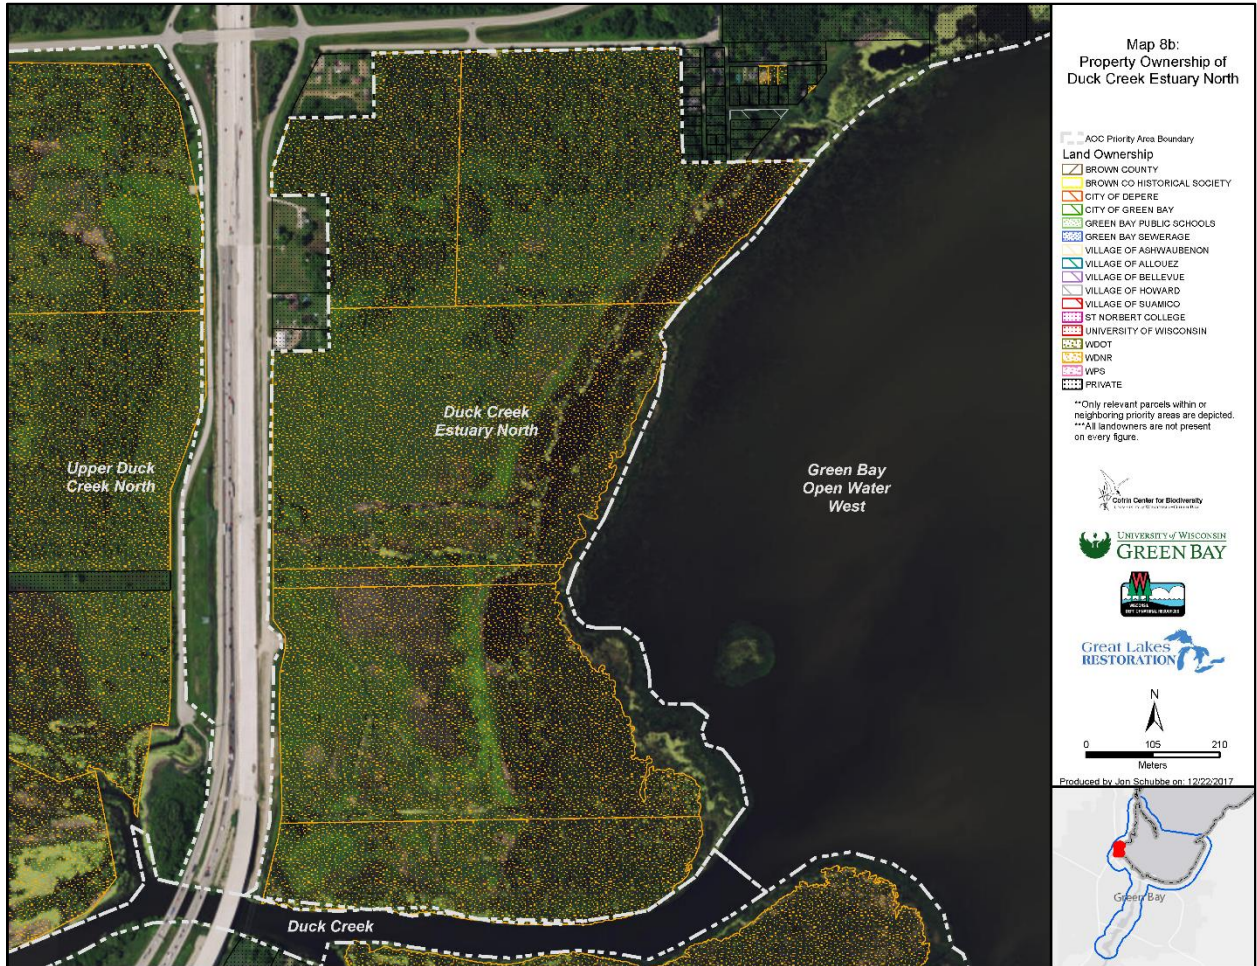 Map 8b:
Property Ownership of
Duck Creek Estuary North
AOC Priority Area Boundary
Land Ownership
BROWN COUNTY
BROWN CO HISTORICAL SOCIETY
CITY OF DEPERE
CITY OF GREEN BAY
GREEN BAY PUBLIC SCHOOLS
GREEN BAY SEWERAGE
VILLAGE OF ASHWAUBENON
VILLAGE OF ALLOUEZ
VILLAGE OF BELLEVUE
VILLAGE OF HOWARD
VILLAGE OF SUAMICO
ST NORBERT COLLEGE
UNIVERSITY OF WISCONSIN
WDOT
WDNR
WPS
PRIVATE
**Only relevant parcels within or
neighboring priority areas are depicted.
***All landowners are not present
on every figure.
Cofrin Center for Biodiversity
UNIVERSITY of WISCONSIN
GREEN BAY
W
Great Lakes
RESTORATION
N
0 105 210
Meters
Produced by Jon Schubbe on: 12/22/2017
Green Bay
Duck Creek
Estuary North
Upper Duck
Creek North
Green Bay
Open Water
West
Duck Creek